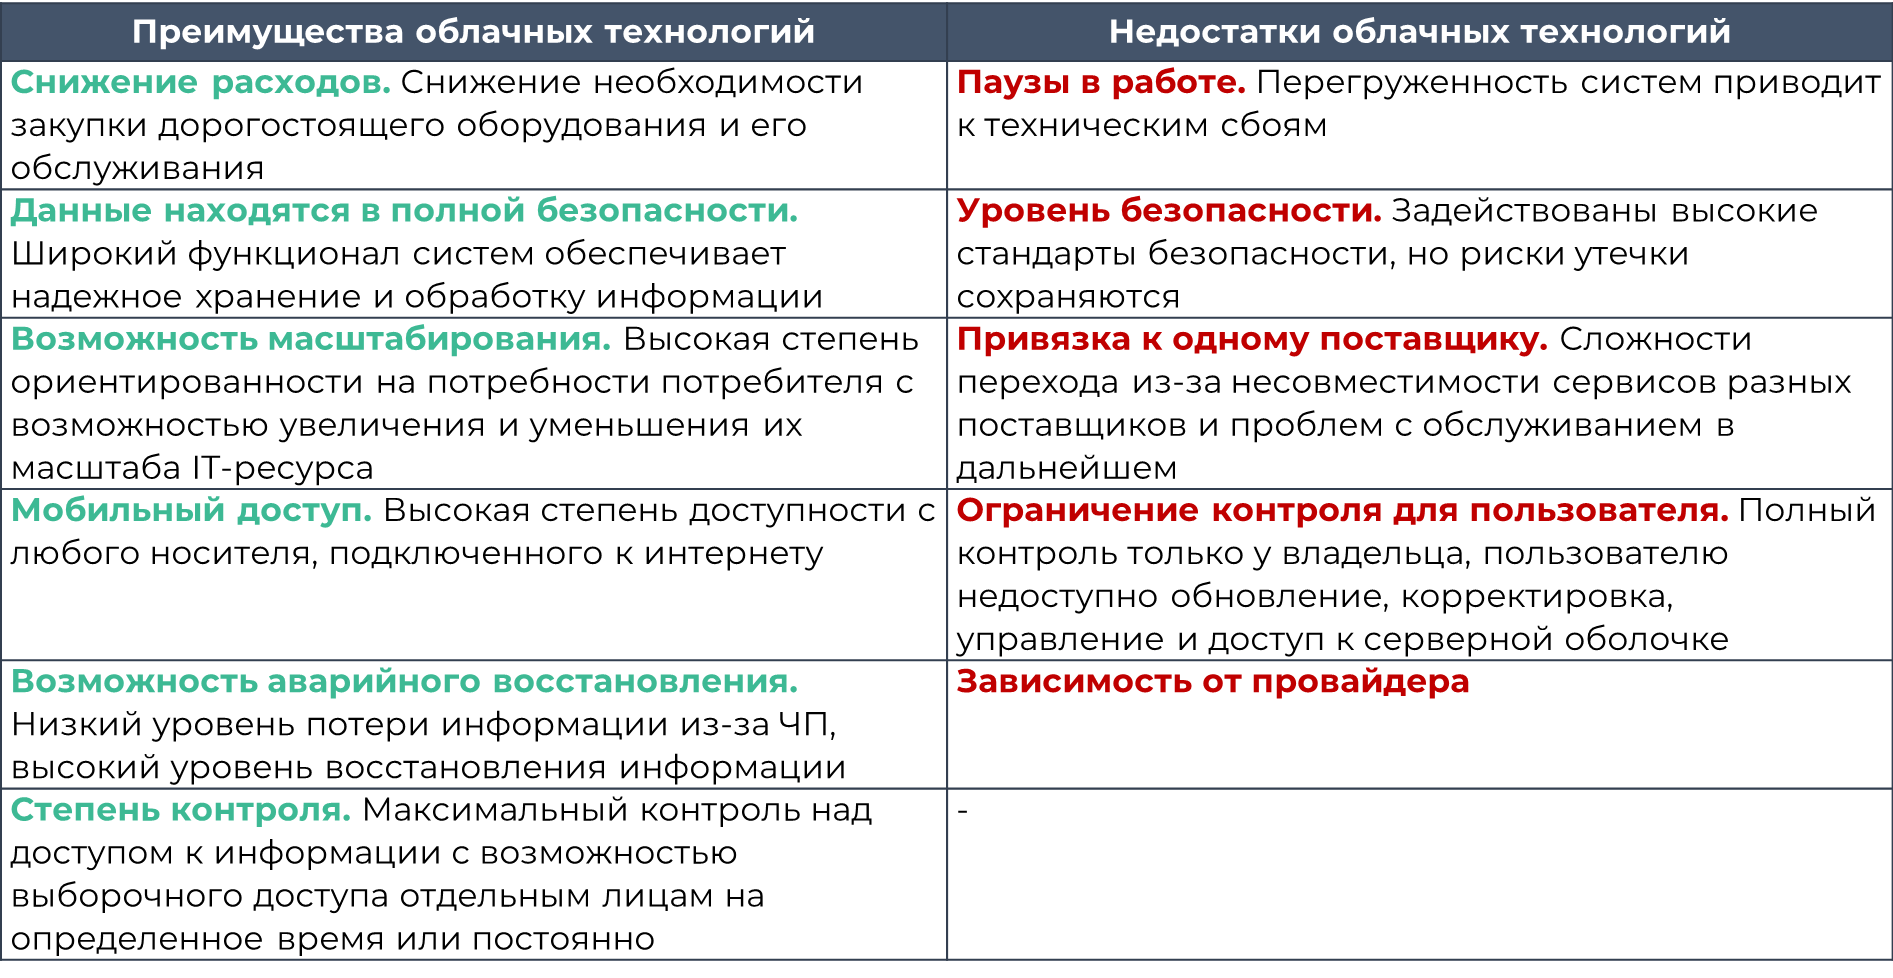 Преимущества облачных технологий
Недостатки облачных технологий
Снижение расходов. Снижение необходимости
закупки дорогостоящего оборудования и его
обслуживания
Паузы в работе. Перегруженность систем приводит
к техническим сбоям
Данные находятся в полной безопасности.
Широкий функционал систем обеспечивает
надежное хранение и обработку информации
Уровень безопасности. Задействованы высокие
стандарты безопасности, но риски утечки
сохраняются
Возможность масштабирования. Высокая степень
ориентированности на потребности потребителя с
возможностью увеличения и уменьшения их
масштаба IT-ресурса
Привязка к одному поставщику. Сложности
перехода из-за несовместимости сервисов разных
поставщиков и проблем с обслуживанием в
дальнейшем
Мобильный доступ. Высокая степень доступности с
любого носителя, подключенного к интернету
Ограничение контроля для пользователя. Полный
контроль только у владельца, пользователю
недоступно обновление, корректировка,
управление и доступ к серверной оболочке
Возможность аварийного восстановления.
Низкий уровень потери информации из-за ЧП,
высокий уровень восстановления информации
Зависимость от провайдера
Степень контроля. Максимальный контроль над
доступом к информации с возможностью
выборочного доступа отдельным лицам на
определенное время или постоянно
-